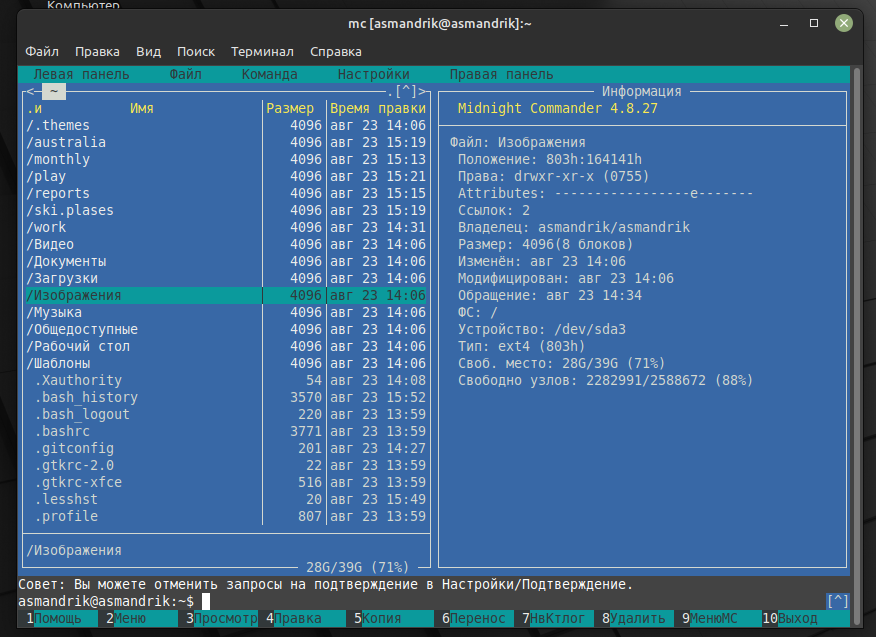 Компьютер
mc [asmandrik@asmandrik]:~
Файл Правка Вид Поиск Терминал Справка
Левая панель Файл Команда Настройки Правая панель
<─ ~ .[^]>
.и Имя Размер Время правки
/.themes 4096 авг 23 14:06
/australia 4096 авг 23 15:19
/monthly 4096 авг 23 15:13
/play 4096 авг 23 15:21
/reports 4096 авг 23 15:15
/ski.plases 4096 авг 23 15:19
/work 4096 авг 23 14:31
/Видео 4096 авг 23 14:06
/Документы 4096 авг 23 14:06
/Загрузки 4096 авг 23 14:06
/Изображения 4096 авг 23 14:06
/Музыка 4096 авг 23 14:06
/Общедоступные 4096 авг 23 14:06
/Рабочий стол 4096 авг 23 14:06
/Шаблоны 4096 авг 23 14:06
.Xauthority 54 авг 23 14:08
.bash_history 3570 авг 23 15:52
.bash_logout 220 авг 23 13:59
.bashrc 3771 авг 23 13:59
.gitconfig 201 авг 23 14:27
.gtkrc-2.0 22 авг 23 13:59
.gtkrc-xfce 516 авг 23 13:59
.lesshst 20 авг 23 15:49
.profile 807 авг 23 13:59
/Изображения
28G/39G (71%)
Информация
Midnight Commander 4.8.27
Файл: Изображения
Положение: 803h:164141h
Права: drwxr-xr-x (0755)
Attributes: -----------------e-------
Ссылок: 2
Владелец: asmandrik/asmandrik
Размер: 4096(8 блоков)
Изменён: авг 23 14:06
Модифицирован: авг 23 14:06
Обращение: авг 23 14:34
ФС: /
Устройство: /dev/sda3
Тип: ext4 (803h)
Своб. место: 28G/39G (71%)
Свободно узлов: 2282991/2588672 (88%)
Совет: Вы можете отменить запросы на подтверждение в Настройки/Подтверждение.
asmandrik@asmandrik:~$ [^]
1Помощь 2Меню 3Просмотр 4Правка 5Копия 6Перенос 7НвКтлог 8Удалить 9МенюМС 10Выход